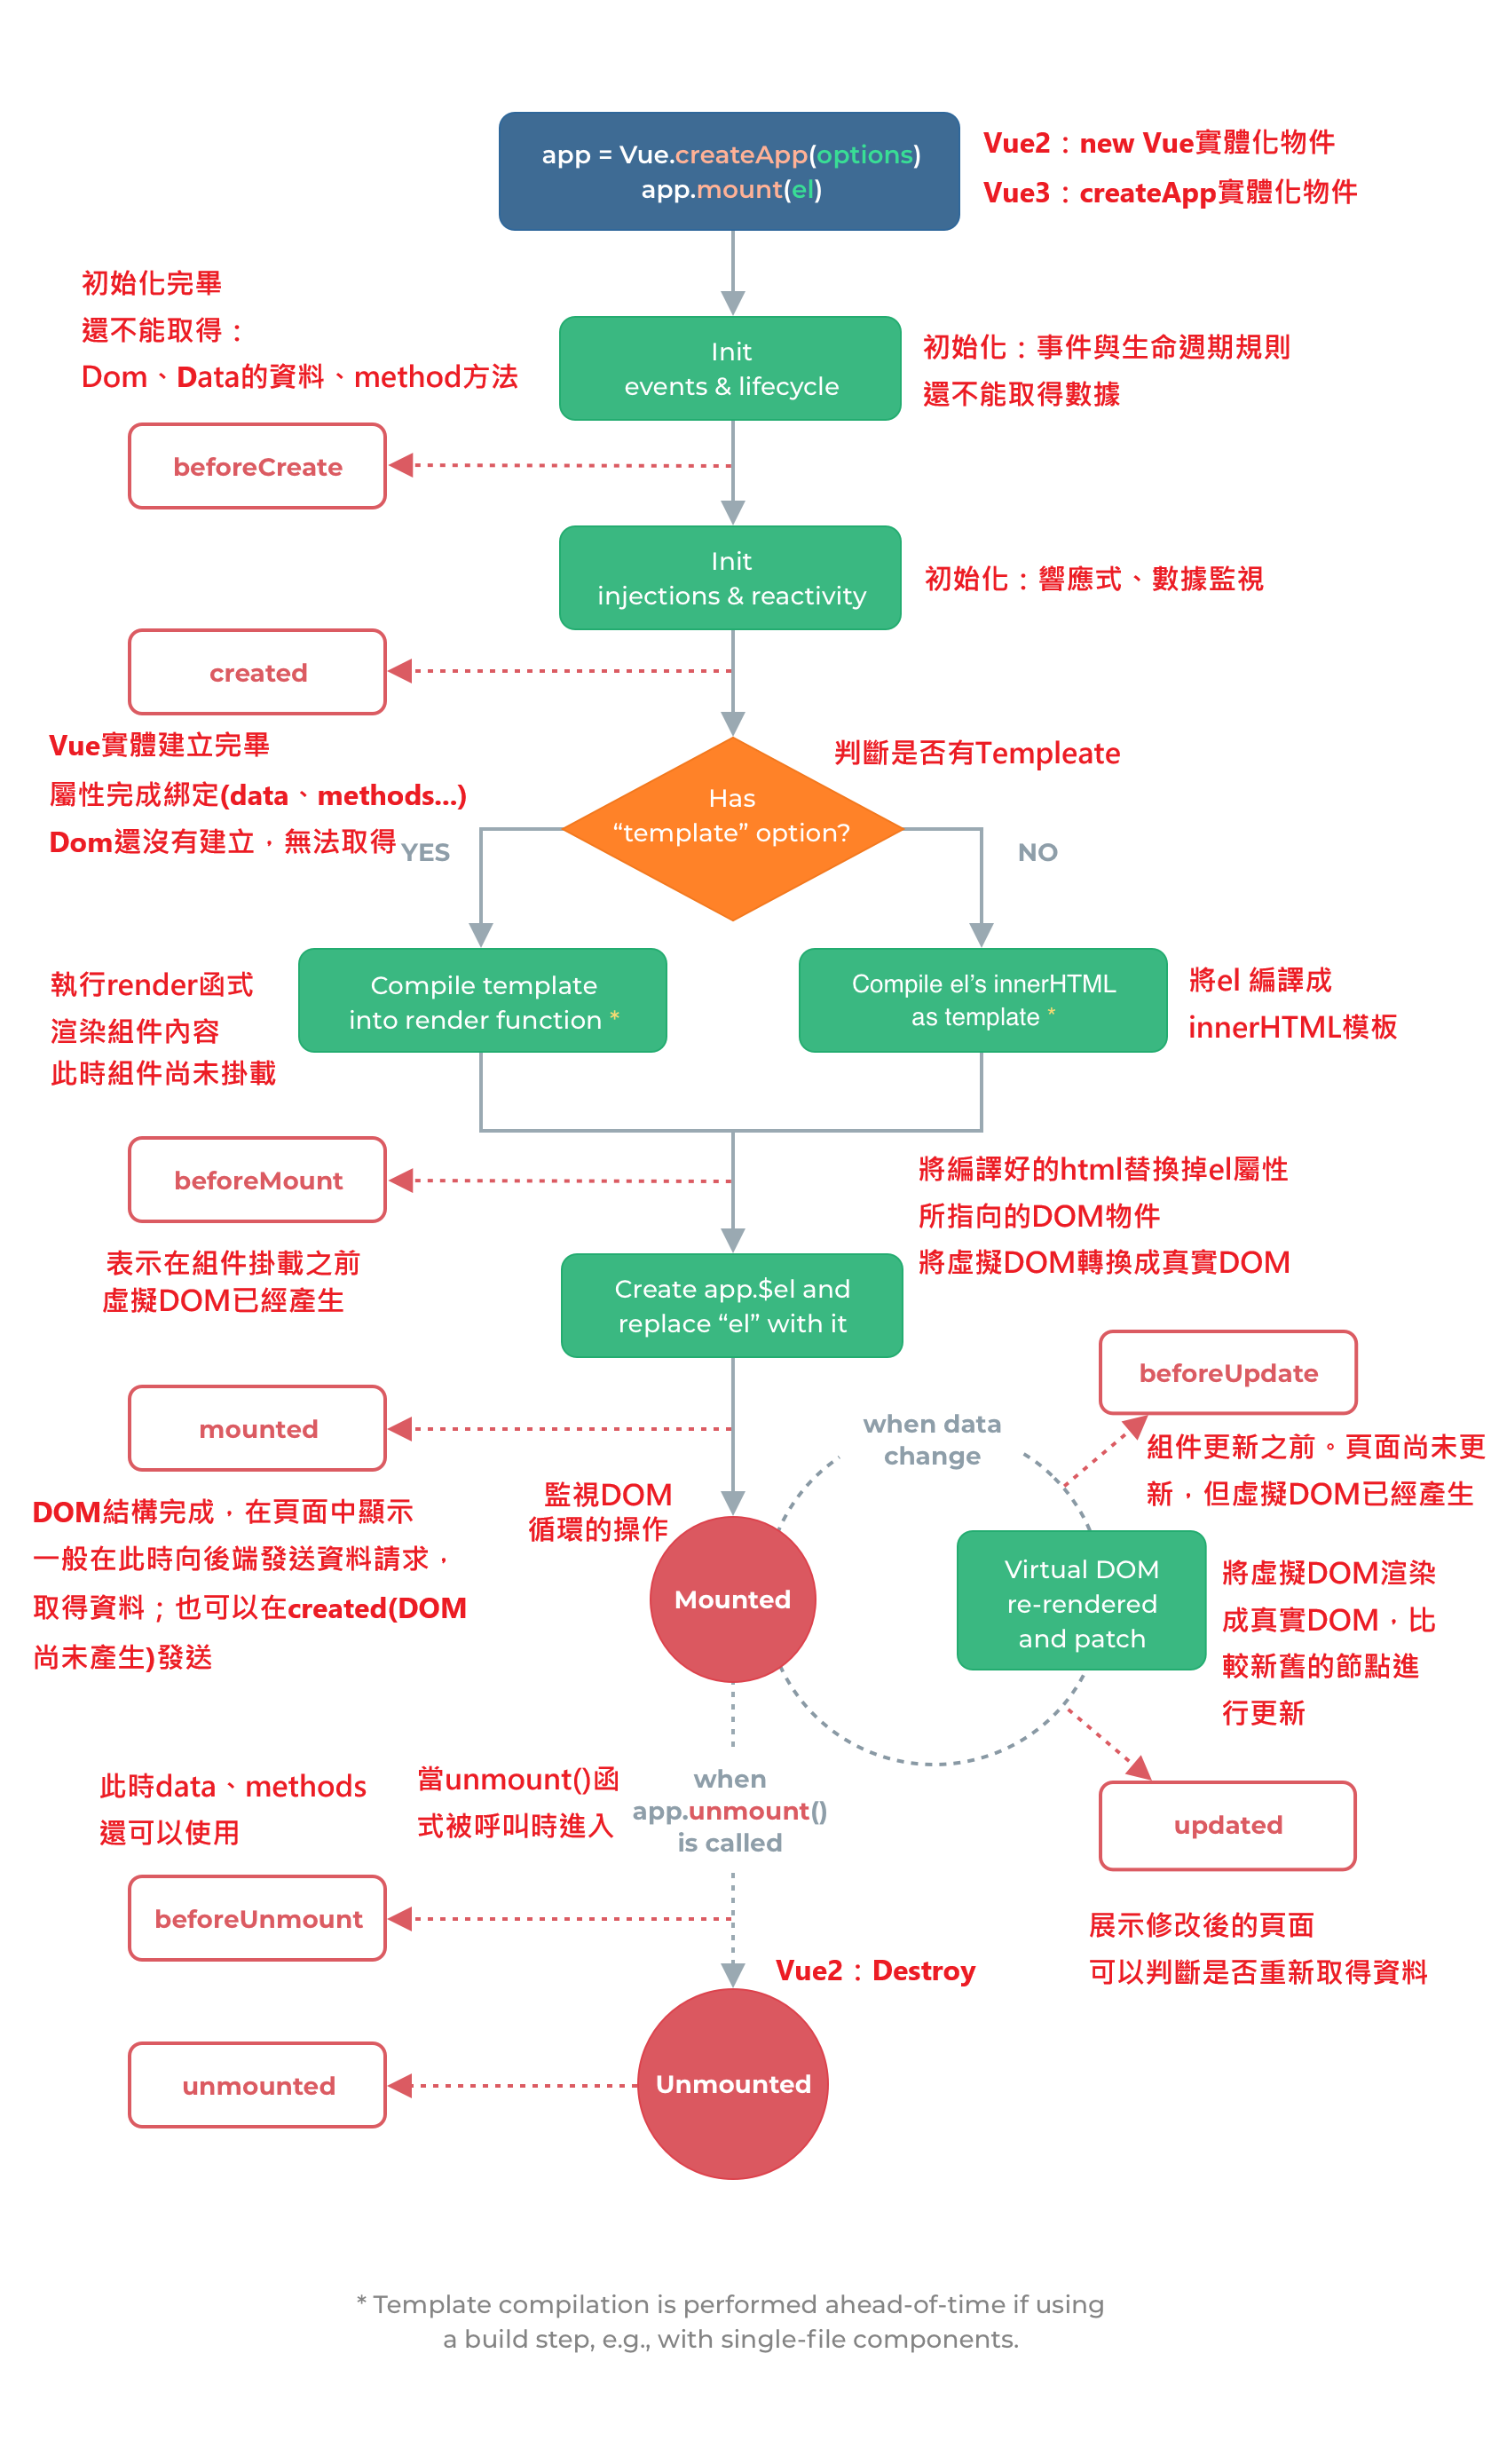 app = Vue.createApp(options)
app.mount(el)
Vue2：new Vue實體化物件
Vue3：createApp實體化物件
初始化完畢
還不能取得：
Dom、Data的資料、method方法
Init
events & lifecycle
初始化：事件與生命週期規則
還不能取得數據
beforeCreate
Init
injections & reactivity
初始化：響應式、數據監視
created
Vue實體建立完畢
屬性完成綁定(data、methods...)
Dom還沒有建立，無法取得
判斷是否有Templeate
Has
“template” option?
YES
NO
執行render函式
渲染組件內容
此時組件尚未掛載
Compile template
into render function *
Compile el’s innerHTML
as template *
將el 編譯成
innerHTML模板
beforeMount
表示在組件掛載之前
虛擬DOM已經產生
將編譯好的html替換掉el屬性
所指向的DOM物件
將虛擬DOM轉換成真實DOM
Create app.$el and
replace “el” with it
mounted
DOM結構完成，在頁面中顯示
一般在此時向後端發送資料請求，
取得資料；也可以在created(DOM
尚未產生)發送
監視DOM
循環的操作
Mounted
when data
change
beforeUpdate
組件更新之前。頁面尚未更
新，但虛擬DOM已經產生
Virtual DOM
re-rendered
and patch
將虛擬DOM渲染
成真實DOM，比
較新舊的節點進
行更新
updated
展示修改後的頁面
可以判斷是否重新取得資料
此時data、methods
還可以使用
當unmount()函
式被呼叫時進入
when
app.unmount()
is called
beforeUnmount
Vue2：Destroy
unmounted
Unmounted
* Template compilation is performed ahead-of-time if using
a build step, e.g., with single-file components.